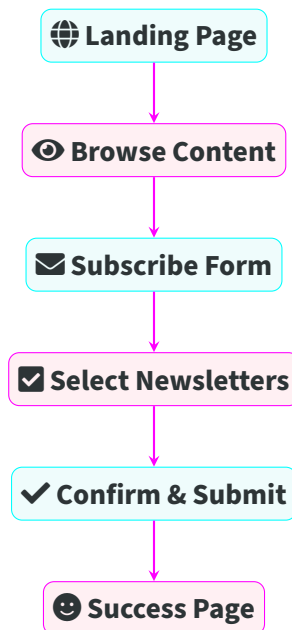 Landing Page
Browse Content
Subscribe Form
Select Newsletters
Confirm & Submit
Success Page